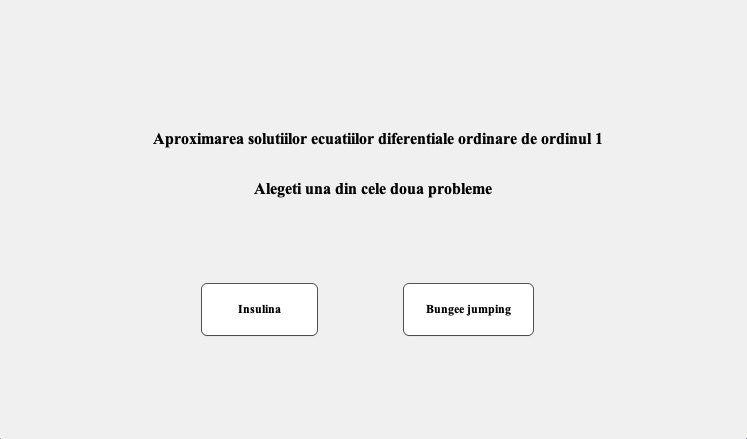 Aproximarea solutiilor ecuatiilor diferentiale ordinare de ordinul 1
Alegeti una din cele doua probleme
Insulina
Bungee jumping